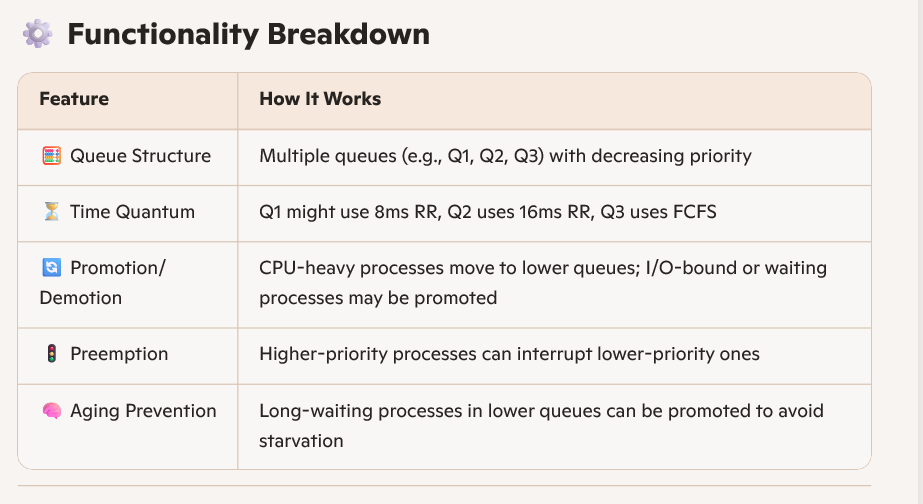 Functionality Breakdown
Feature
How It Works
Queue Structure
Multiple queues (e.g., Q1, Q2, Q3) with decreasing priority
Time Quantum
Q1 might use 8ms RR, Q2 uses 16ms RR, Q3 uses FCFS
Promotion/
Demotion
CPU-heavy processes move to lower queues; I/O-bound or waiting
processes may be promoted
Preemption
Higher-priority processes can interrupt lower-priority ones
Aging Prevention
Long-waiting processes in lower queues can be promoted to avoid
starvation